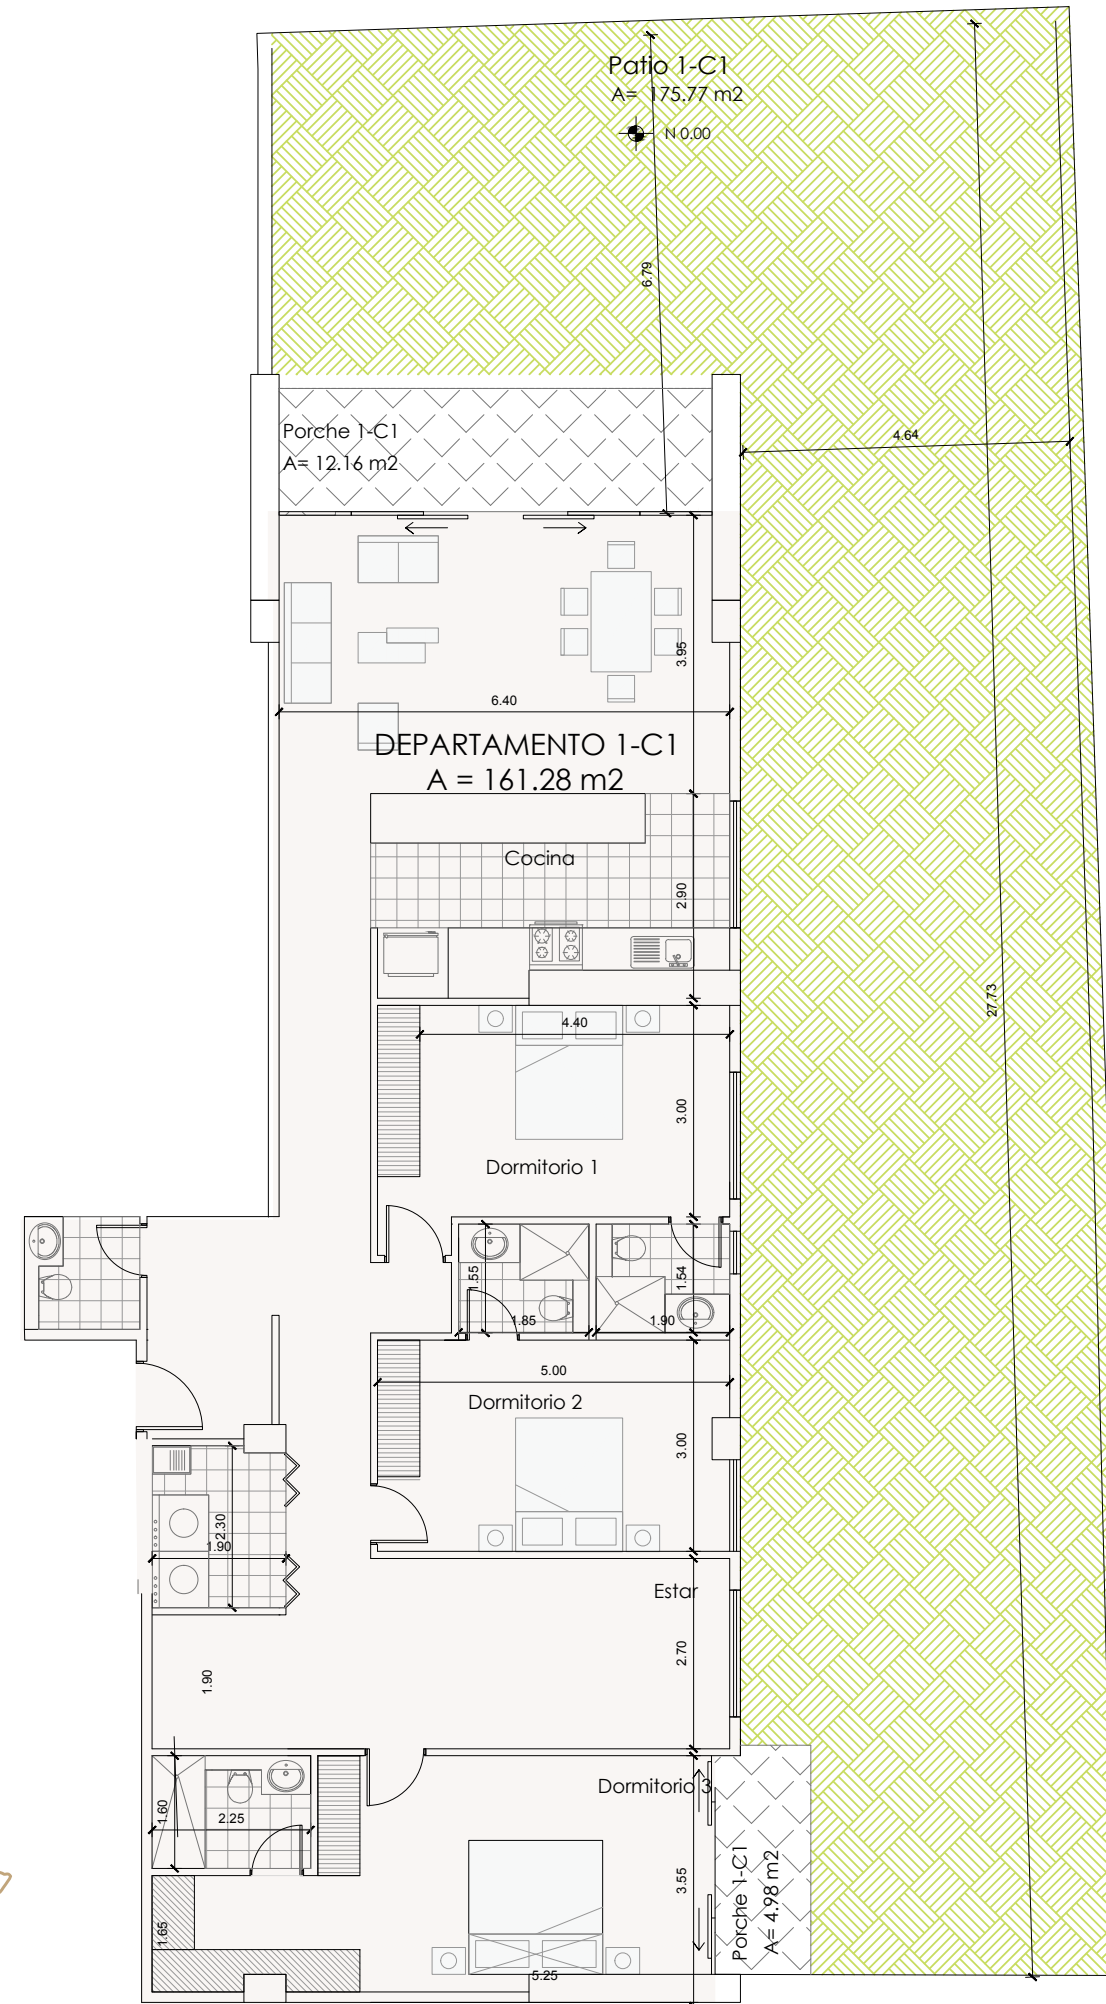 Patio 1-C1
A= 175.77 m2
N 0.00
6.79
4.64
Porche 1-C1
A= 12.16 m2
3.95
6.40
DEPARTAMENTO 1-C1
A = 161.28 m2
Cocina
2.90
27.73
4.40
3.00
Dormitorio 1
1.55
1.54
1.85
1.90
5.00
Dormitorio 2
3.00
2.30
1.90
Estar
2.70
1.90
Dormitorio 3
1.60
2.25
3.55
Porche 1-C1
A= 4.98 m2
1.65
5.25